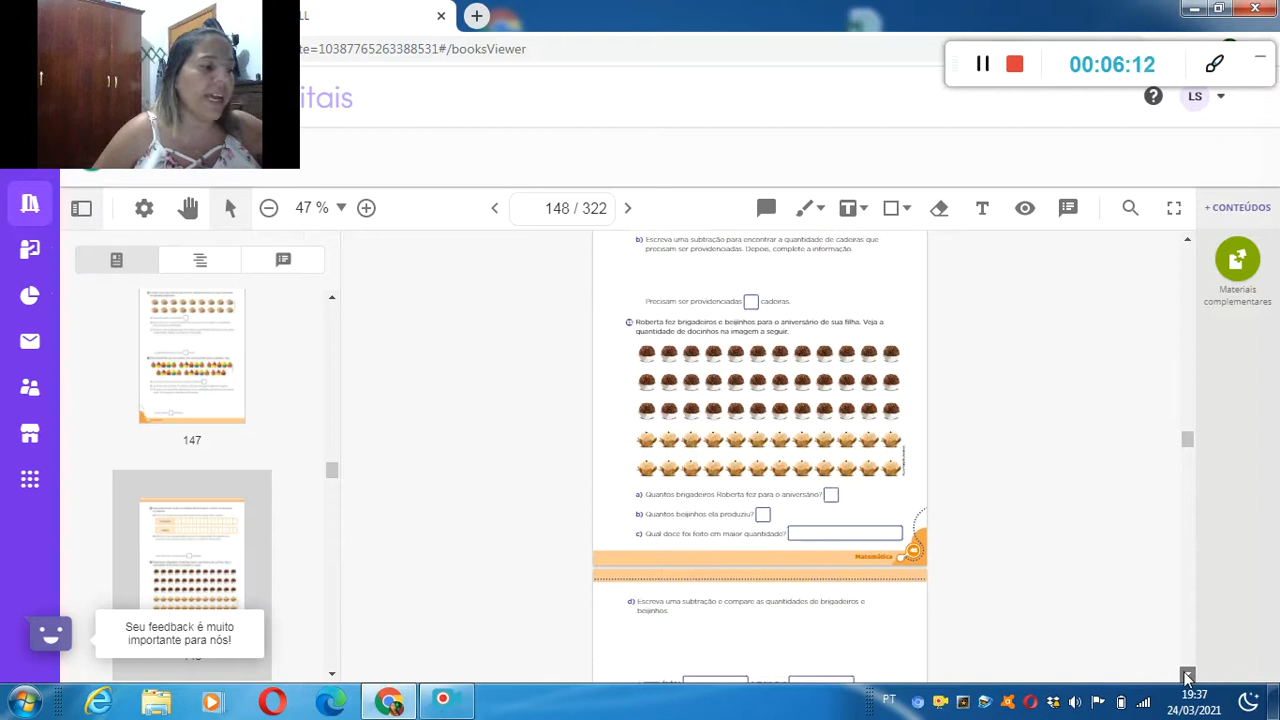 LL
te=10387765263388531#/booksViewer
00:06:12
itais
LS
47 %
148 / 322
+ CONTEÚDOS
Materiais
complementares
b) Escreva uma subtração para encontrar a quantidade de cadeiras que
precisam ser providenciadas. Depois, complete a informação.
Precisam ser providenciadas cadeiras.
Roberta fez brigadeiros e beijinhos para o aniversário de sua filha. Veja a
quantidade de docinhos na imagem a seguir.
a) Quantos brigadeiros Roberta fez para o aniversário?
b) Quantos beijinhos ela produziu?
c) Qual doce foi feito em maior quantidade?
Matemática
d) Escreva uma subtração e compare as quantidades de brigadeiros e
beijinhos.
147
Seu feedback é muito
importante para nós!
PT
19:37
24/03/2021